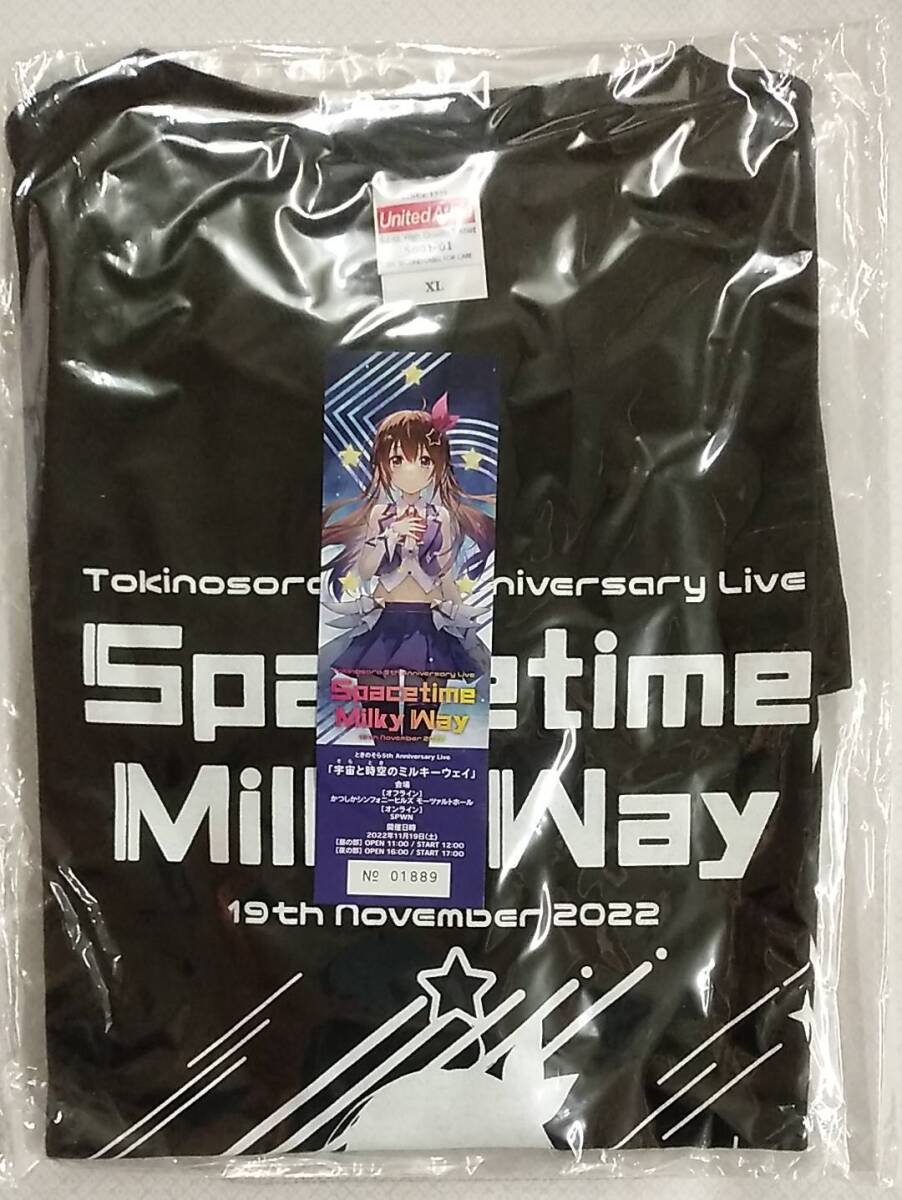 United
5001-01
XL
Tokinosora niversary Live
Spacetime
Milky Way
19th November 2022
Tokinosora 5th Anniversary Live
Spacetime
Milky Way
19th November 2022
ときのそら5th Anniversary Live
そら とき
「宇宙と時空のミルキーウェイ」
会場
[オフライン]
かつしかシンフォニーヒルズ モーツァルトホール
[オンライン]
SPWN
開催日時
2022年11月19日(土)
[昼の部] OPEN 11:00 / START 12:00
[夜の部] OPEN 16:00 / START 17:00
№ 01889